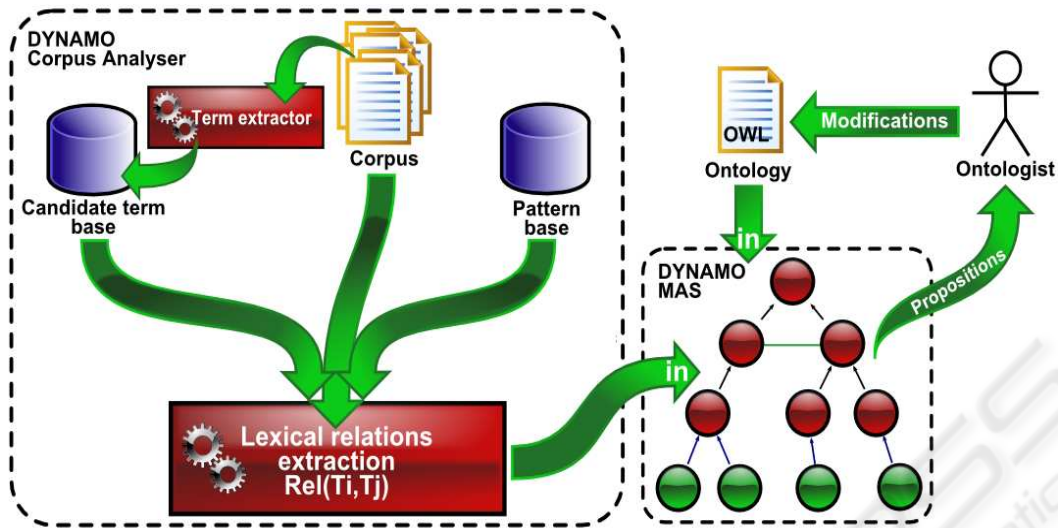 DYNAMO
Corpus Analyser
Term extractor
Corpus
Candidate term
base
Pattern
base
Lexical relations
extraction
Rel(Ti,Tj)
in
OWL
Ontology
Modifications
Ontologist
in
DYNAMO
MAS
Propositions